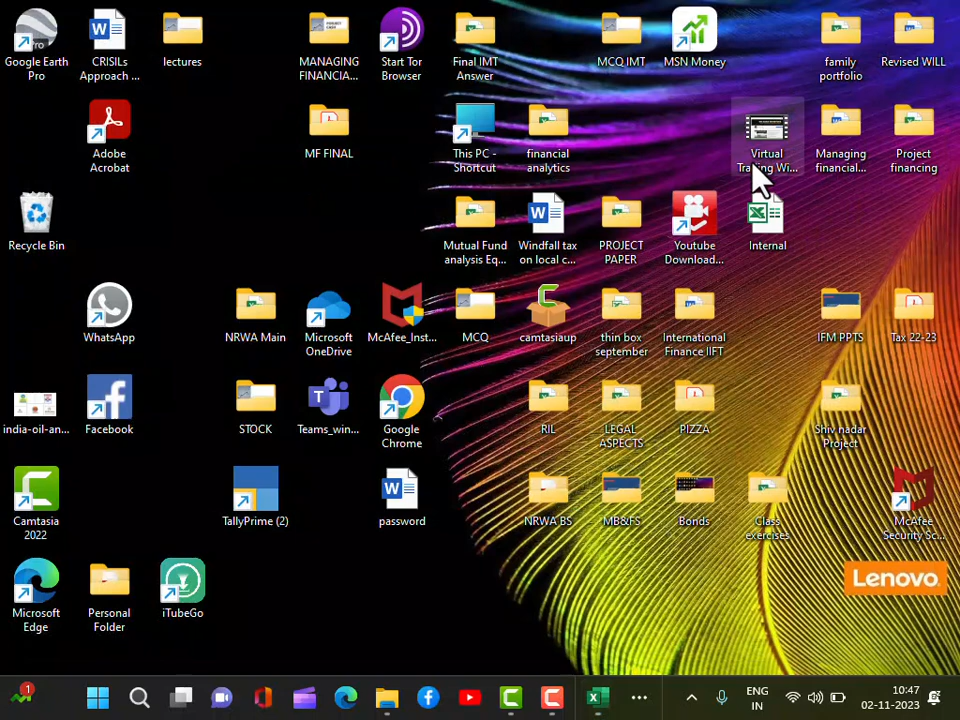 Google Earth
Pro
CRISILs
Approach ...
lectures
MANAGING
FINANCIA...
Start Tor
Browser
Final IMT
Answer
MCQ IMT
MSN Money
family
portfolio
Revised WILL
Adobe
Acrobat
MF FINAL
This PC -
Shortcut
financial
analytics
Virtual
Trading Wi...
Managing
financial...
Project
financing
Recycle Bin
Mutual Fund
analysis Eq...
Windfall tax
on local c...
PROJECT
PAPER
Youtube
Download...
Internal
WhatsApp
NRWA Main
Microsoft
OneDrive
McAfee_Inst...
MCQ
camtasiaup
thin box
september
International
Finance IIFT
IFM PPTS
Tax 22-23
india-oil-an...
Facebook
STOCK
Teams_win...
Google
Chrome
RIL
LEGAL
ASPECTS
PIZZA
Shiv nadar
Project
Camtasia
2022
TallyPrime (2)
password
NRWA BS
MB&FS
Bonds
Class
exercises
McAfee
Security Sc...
Lenovo
Microsoft
Edge
Personal
Folder
iTubeGo
1
ENG
IN
10:47
02-11-2023